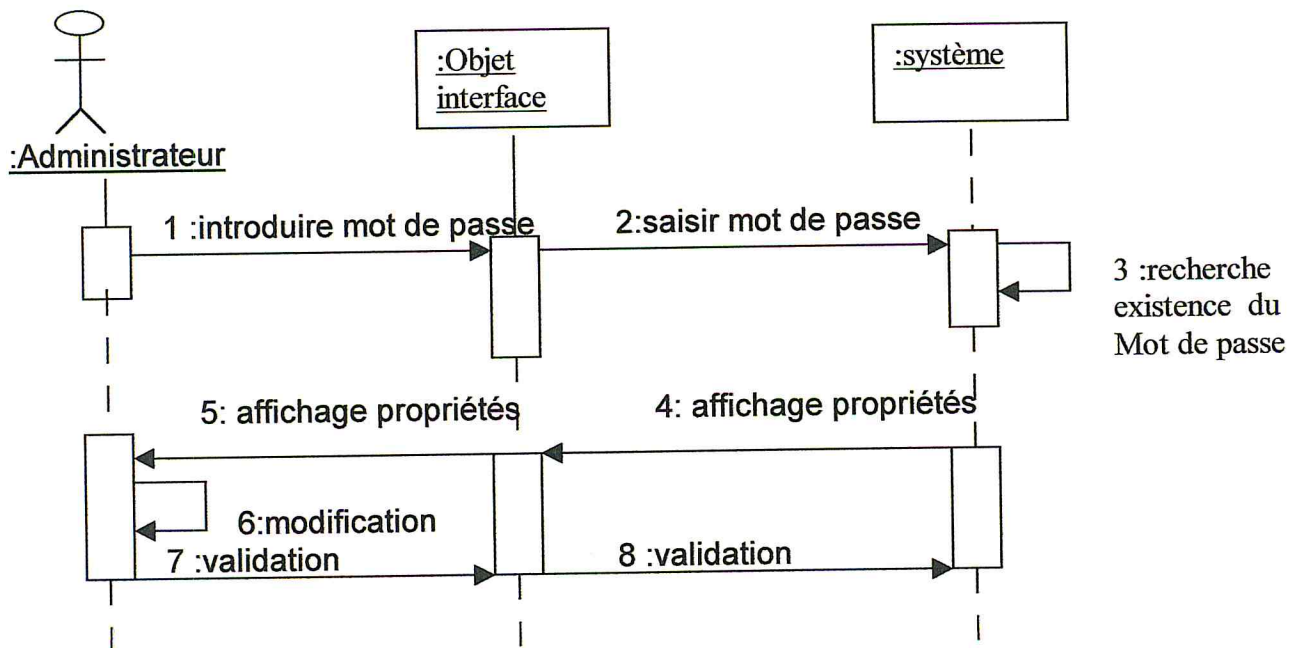 :Objet
interface
:système
:Administrateur
1 :introduire mot de passe
2:saisir mot de passe
3 :recherche
existence du
Mot de passe
5: affichage propriétés
4: affichage propriétés
6:modification
7 :validation
8 :validation